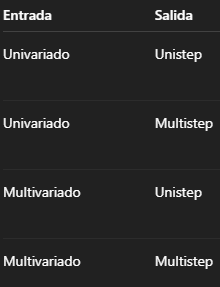 Entrada Salida
Univariado Unistep
Univariado Multistep
Multivariado Unistep
Multivariado Multistep